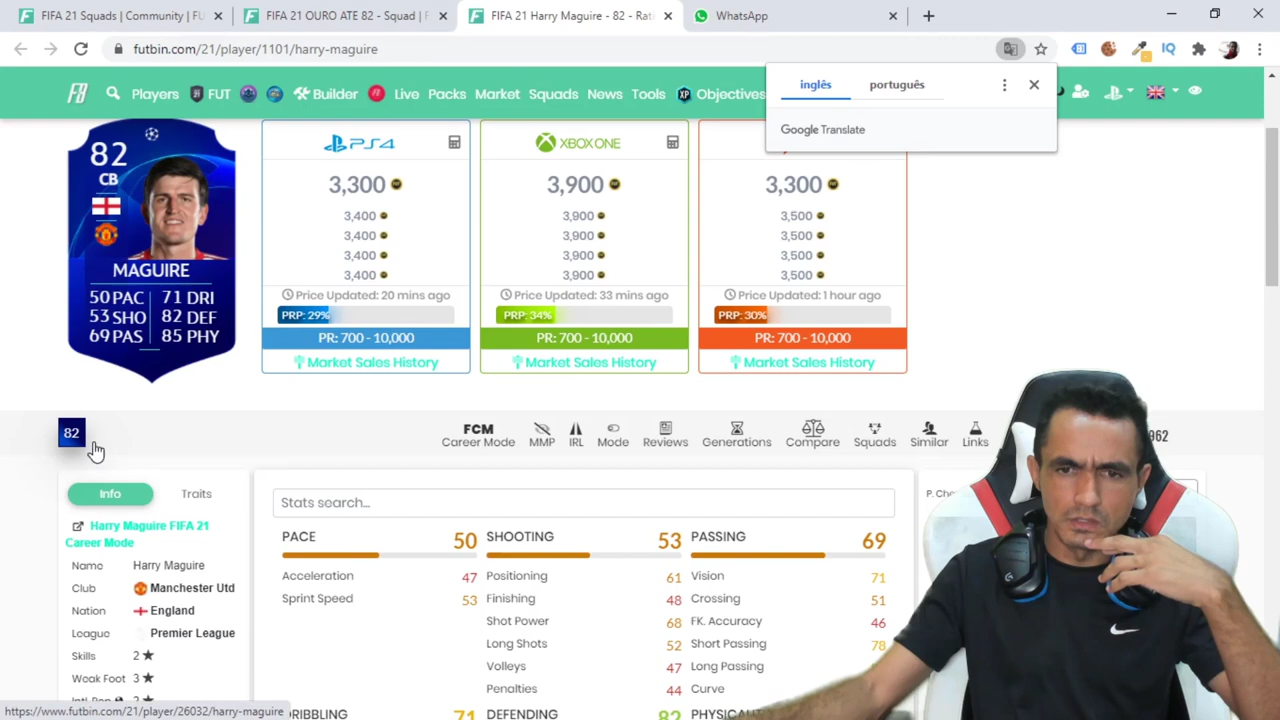 FIFA 21 Squads | Community | FU
FIFA 21 OURO ATE 82 - Squad | F
FIFA 21 Harry Maguire - 82 - Rati
WhatsApp
futbin.com/21/player/1101/harry-maguire
inglês português
Google Translate
Players FUT Builder Live Packs Market Squads News Tools Objectives
82
CB
MAGUIRE
50 PAC 71 DRI
53 SHO 82 DEF
69 PAS 85 PHY
PS4
3,300
3,400
3,400
3,400
3,400
Price Updated: 20 mins ago
PRP: 29%
PR: 700 - 10,000
Market Sales History
XBOX ONE
3,900
3,900
3,900
3,900
3,900
Price Updated: 33 mins ago
PRP: 34%
PR: 700 - 10,000
Market Sales History
3,300
3,500
3,500
3,500
3,500
Price Updated: 1 hour ago
PRP: 30%
PR: 700 - 10,000
Market Sales History
82
FCM
Career Mode MMP IRL Mode Reviews Generations Compare Squads Similar Links
962
Info Traits
Harry Maguire FIFA 21
Career Mode
Name Harry Maguire
Club Manchester Utd
Nation England
League Premier League
Skills 2
Weak Foot 3
Stats search...
PACE 50
Acceleration 47
Sprint Speed 53
SHOOTING 53
Positioning 61
Finishing 48
Shot Power 68
Long Shots 52
Volleys 47
Penalties 44
PASSING 69
Vision 71
Crossing 51
FK. Accuracy 46
Short Passing 78
Long Passing
Curve
DRIBBLING 71
DEFENDING 82
https://www.futbin.com/21/player/26032/harry-maguire